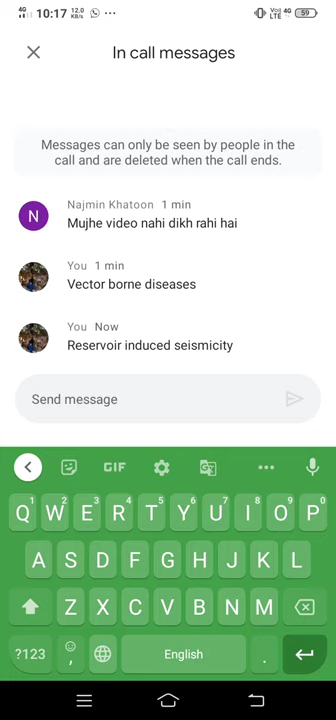 4G 10:17 12.0 KB/s ... Vo) LTE 4G 59
In call messages
Messages can only be seen by people in the
call and are deleted when the call ends.
Najmin Khatoon 1 min
N
Mujhe video nahi dikh rahi hai
You 1 min
Vector borne diseases
You Now
Reservoir induced seismicity
Send message
GIF
1 2 3 4 5 6 7 8 9 0
Q W E R T Y U I O P
A S D F G H J K L
Z X C V B N M
?123 , English .